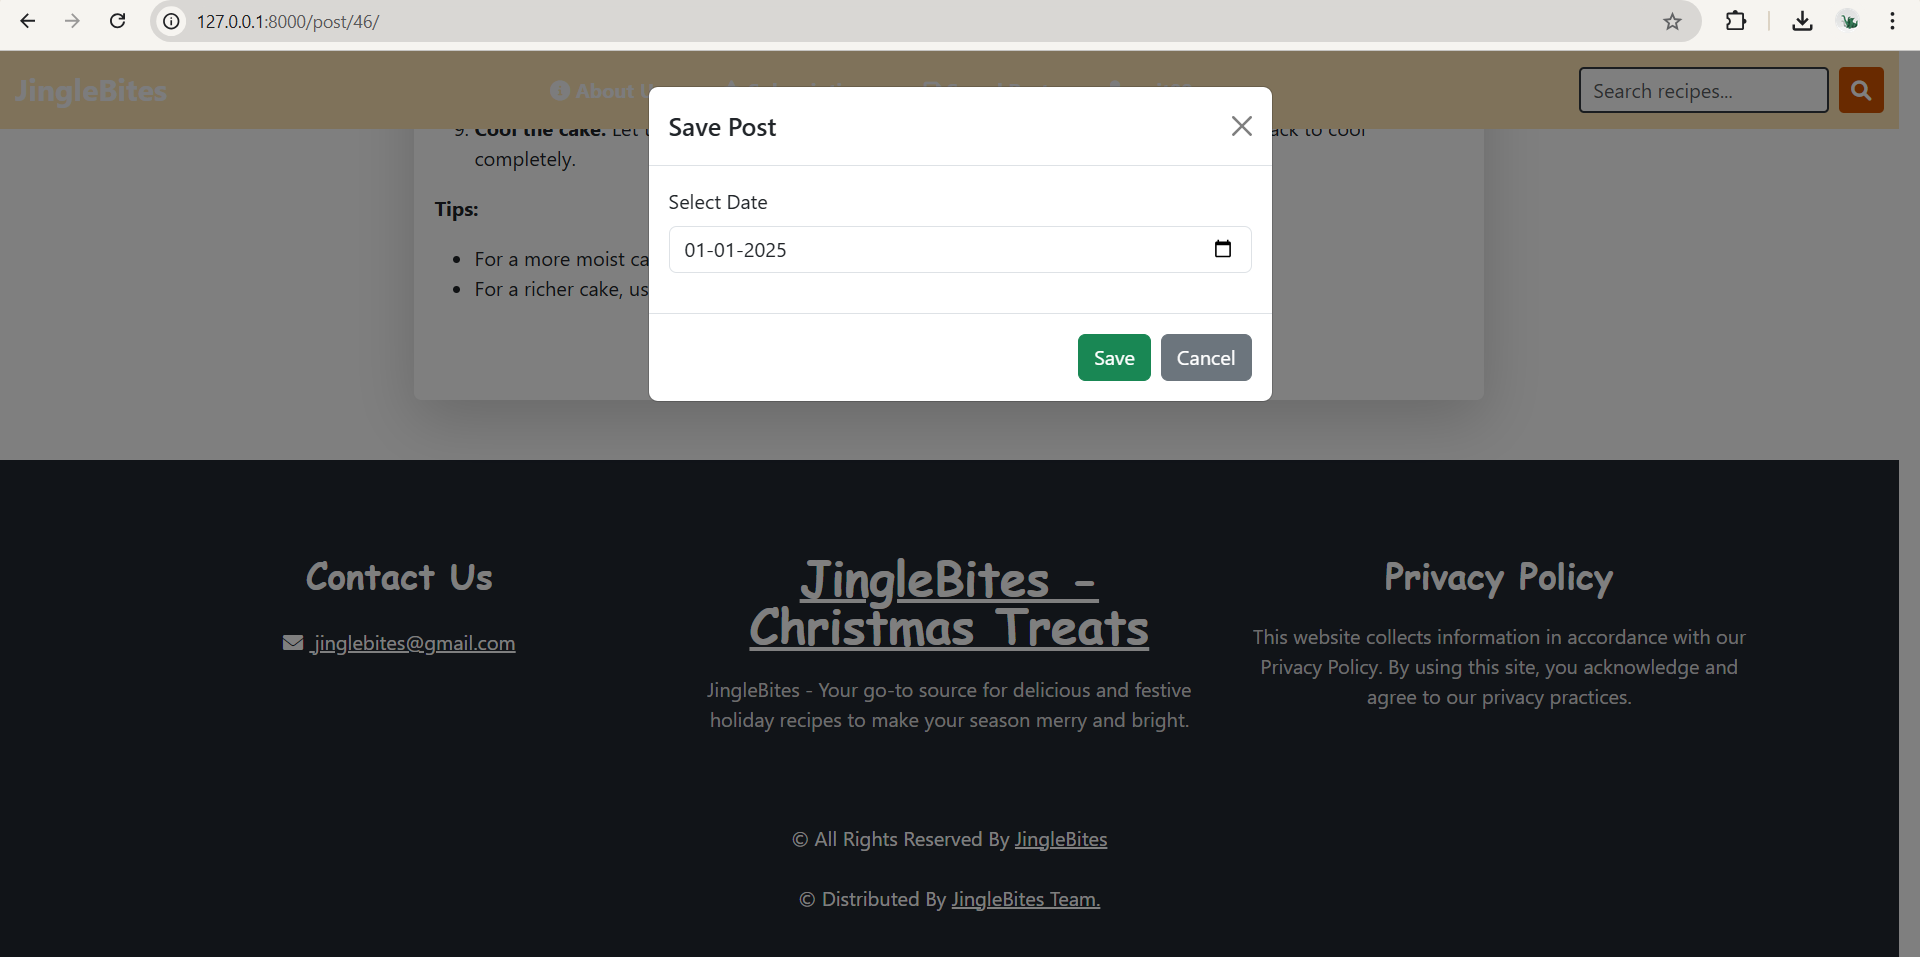 127.0.0.1:8000/post/46/
JingleBites
About
Search recipes...
Save Post
9. Cool the cake. Let
ack to cool
completely.
Select Date
Tips:
01-01-2025
For a more moist ca
For a richer cake, us
Save
Cancel
Contact Us
jinglebites@gmail.com
JingleBites -
Christmas Treats
JingleBites - Your go-to source for delicious and festive
holiday recipes to make your season merry and bright.
Privacy Policy
This website collects information in accordance with our
Privacy Policy. By using this site, you acknowledge and
agree to our privacy practices.
© All Rights Reserved By JingleBites
© Distributed By JingleBites Team.